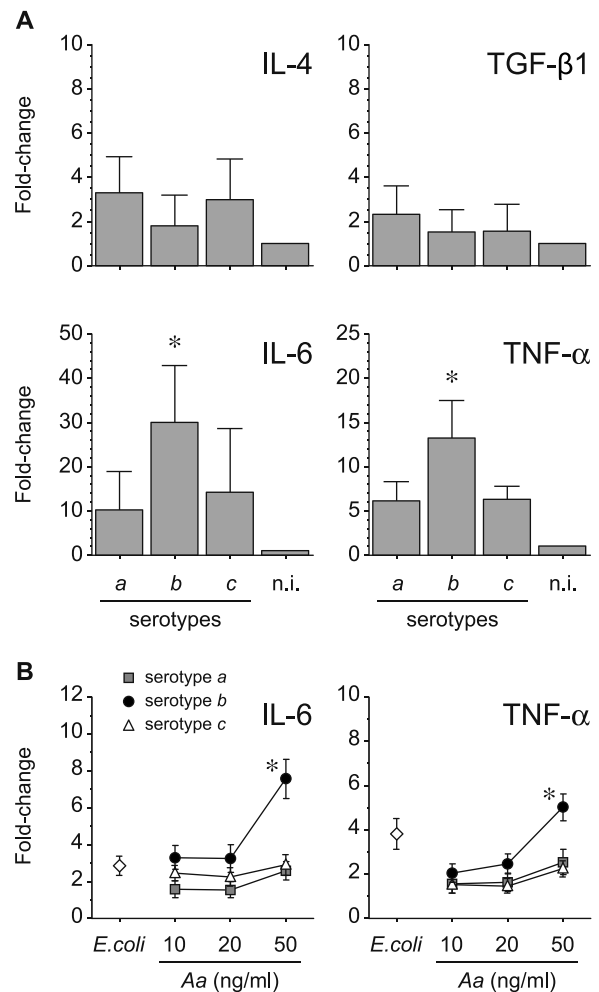 A
IL-4
TGF-β1
Fold-change
10
8
6
4
2
0
10
8
6
4
2
0
IL-6
TNF-α
Fold-change
50
40
30
20
10
0
*
25
20
15
10
5
0
*
a b c n.i.
serotypes
a b c n.i.
serotypes
B
serotype a
serotype b
serotype c
IL-6
TNF-α
Fold-change
12
10
8
6
4
2
0
*
10
8
6
4
2
0
*
E.coli 10 20 50
Aa (ng/ml)
E.coli 10 20 50
Aa (ng/ml)